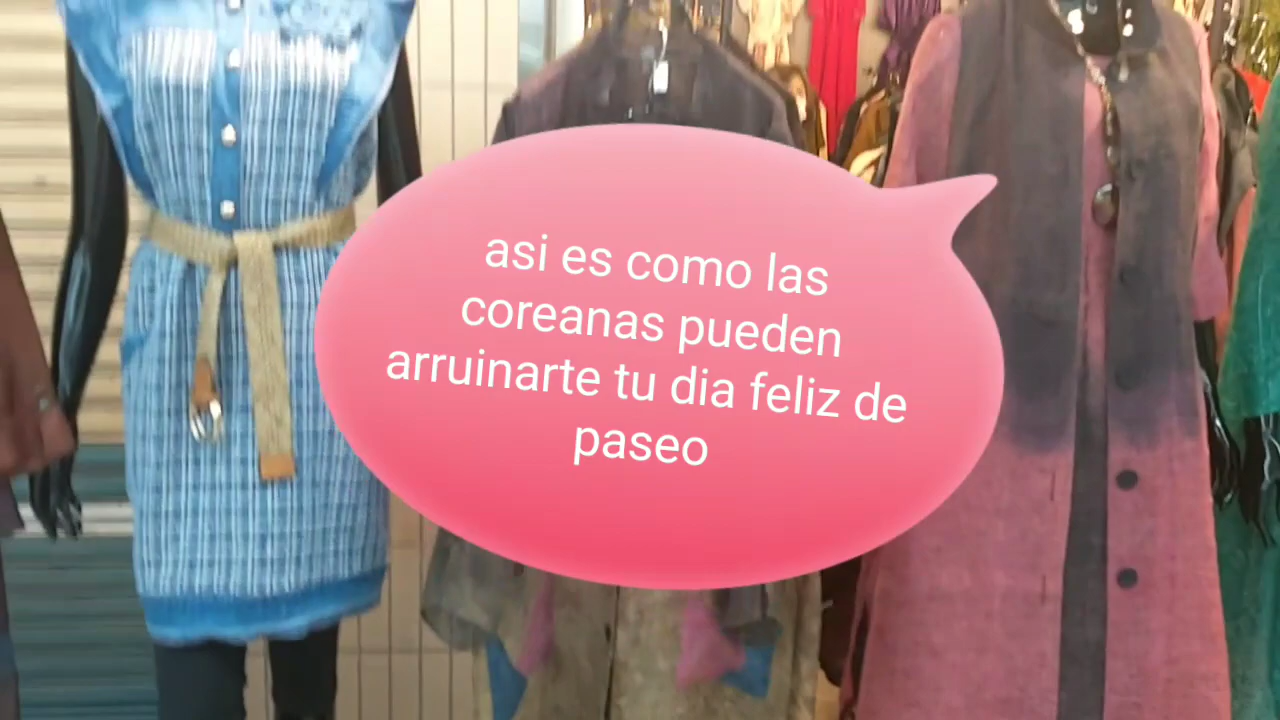 asi es como las
coreanas pueden
arruinarte tu dia feliz de
paseo